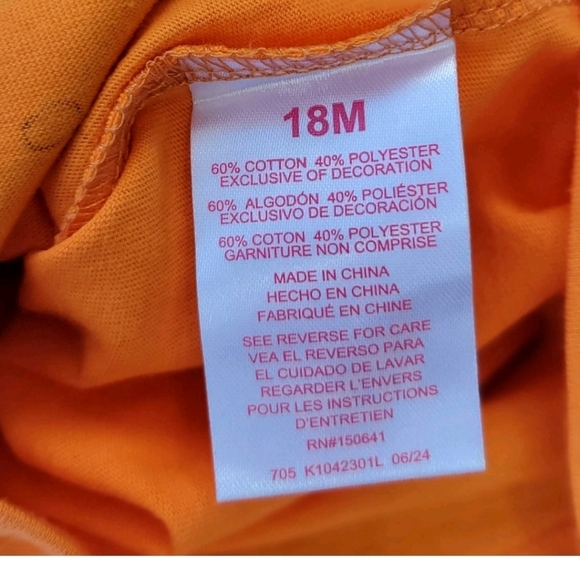 18M
60% COTTON 40% POLYESTER
EXCLUSIVE OF DECORATION
60% ALGODÓN 40% POLIÉSTER
EXCLUSIVO DE DECORACIÓN
60% COTON 40% POLYESTER
GARNITURE NON COMPRISE
MADE IN CHINA
HECHO EN CHINA
FABRIQUÉ EN CHINE
SEE REVERSE FOR CARE
VEA EL REVERSO PARA
EL CUIDADO DE LAVAR
REGARDER L'ENVERS
POUR LES INSTRUCTIONS
D'ENTRETIEN
RN#150641
705 K1042301L 06/24